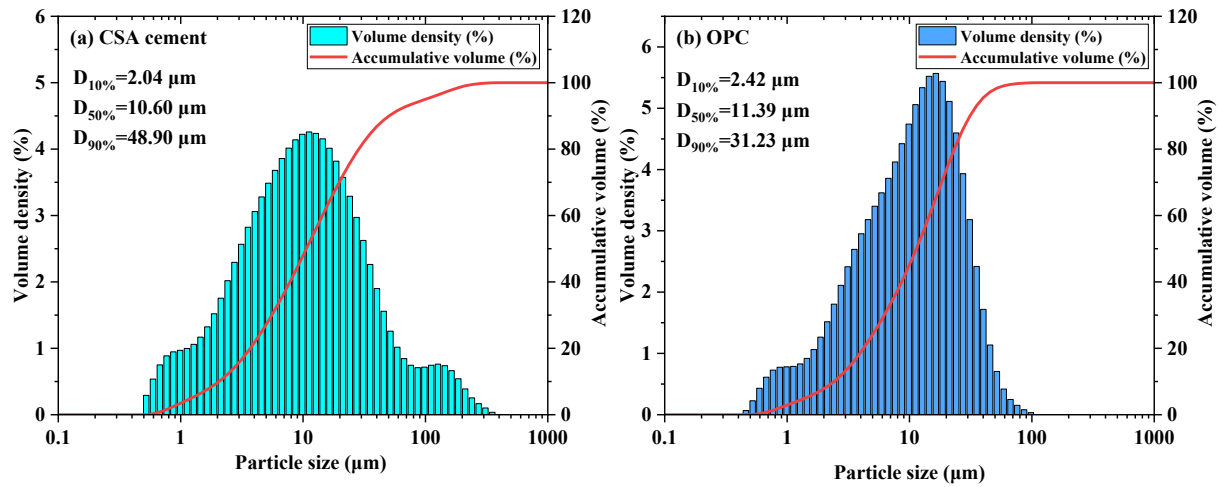 (a) CSA cement
Volume density (%)
Accumulative volume (%)
D10%=2.04 μm
D50%=10.60 μm
D90%=48.90 μm
Volume density (%)
0
1
2
3
4
5
6
Accumulative volume (%)
0
20
40
60
80
100
120
0.1 1 10 100 1000
Particle size (μm)
(b) OPC
Volume density (%)
Accumulative volume (%)
D10%=2.42 μm
D50%=11.39 μm
D90%=31.23 μm
Volume density (%)
0
1
2
3
4
5
6
Accumulative volume (%)
0
20
40
60
80
100
120
0.1 1 10 100 1000
Particle size (μm)